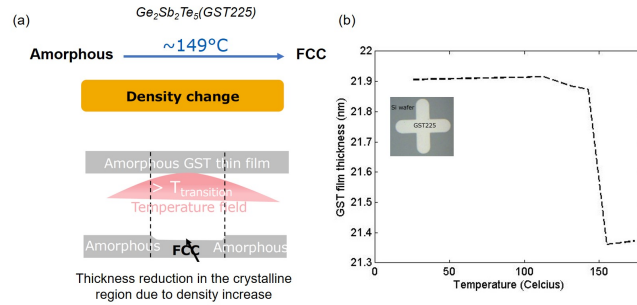 Ge2Sb2Te5(GST225)
(a)
~149°C
Amorphous
FCC
Density change
Amorphous GST thin film
> Ttransition
Temperature field
Amorphous
FCC
Amorphous
Thickness reduction in the crystalline
region due to density increase
(b)
22
21.9
21.8
21.7
21.6
21.5
21.4
21.3
GST film thickness (nm)
Si wafer
GST225
0
50
100
150
Temperature (Celcius)